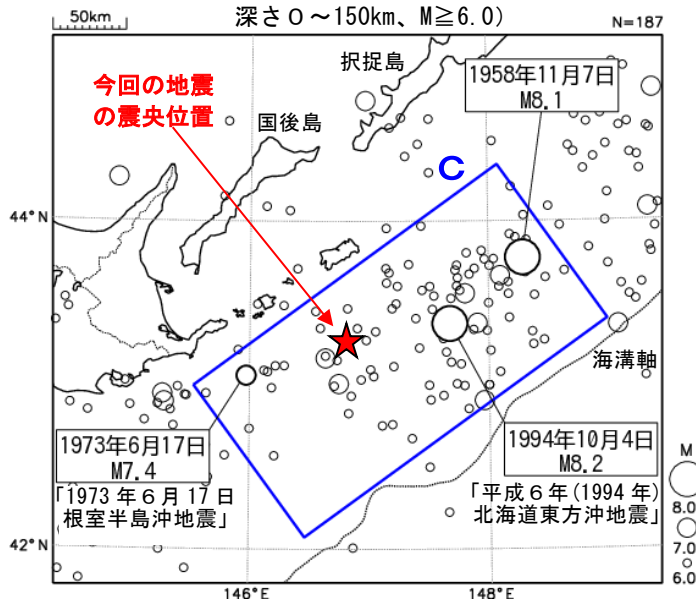 50km
深さ0～150km、M≧6.0)
N=187
択捉島
1958年11月7日
M8.1
今回の地震
の震央位置
国後島
C
44°N
海溝軸
1973年6月17日
M7.4
「1973年6月17日
根室半島沖地震」
1994年10月4日
M8.2
「平成6年(1994年)
北海道東方沖地震」
M
8.0
7.0
6.0
42°N
146°E
148°E